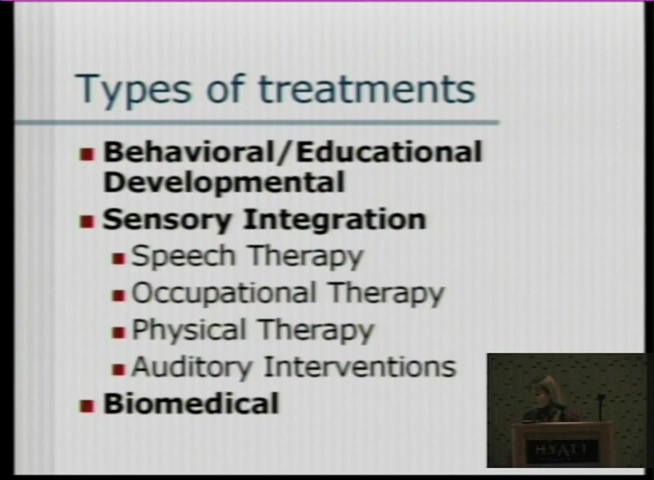 Types of treatments
Behavioral/Educational
Developmental
Sensory Integration
Speech Therapy
Occupational Therapy
Physical Therapy
Auditory Interventions
Biomedical
HYATT